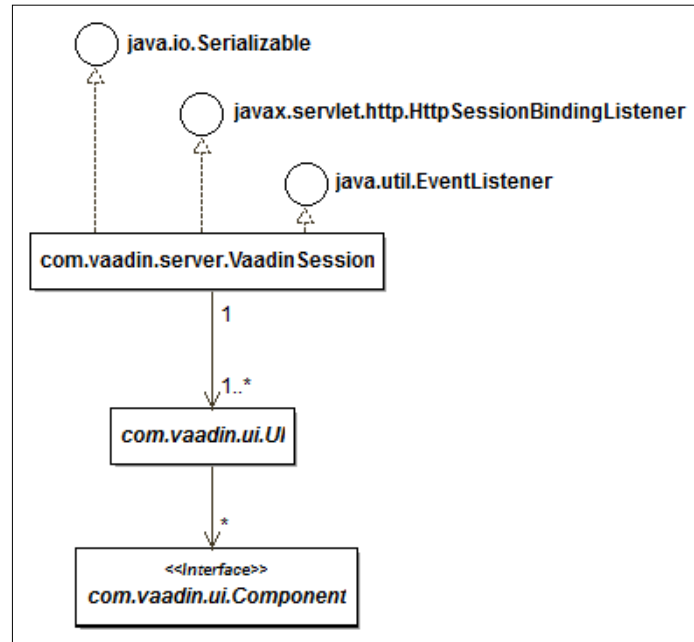 java.io.Serializable
javax.servlet.http.HttpSessionBindingListener
java.util.EventListener
com.vaadin.server.VaadinSession
1
1..*
com.vaadin.ui.UI
*
<<Interface>>
com.vaadin.ui.Component